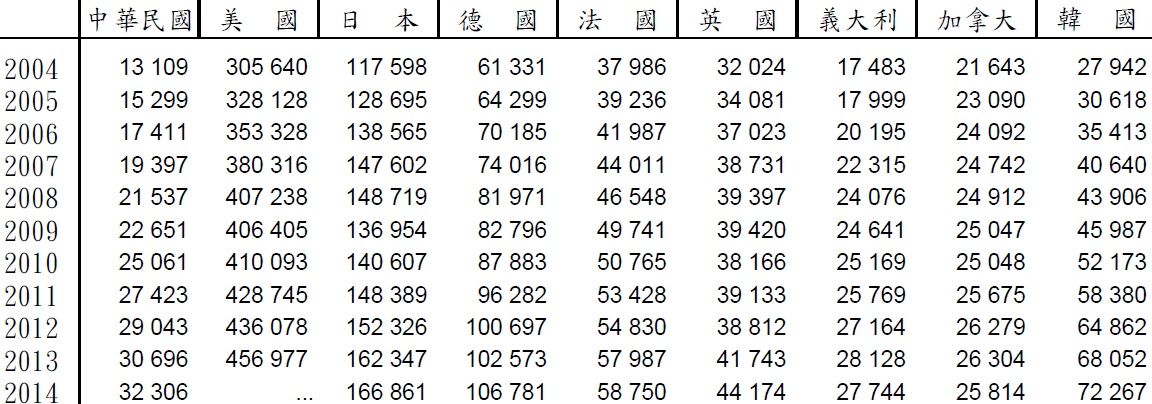 中華民國 美國 日本 德國 法國 英國 義大利 加拿大 韓國
2004 13 109 305 640 117 598 61 331 37 986 32 024 17 483 21 643 27 942
2005 15 299 328 128 128 695 64 299 39 236 34 081 17 999 23 090 30 618
2006 17 411 353 328 138 565 70 185 41 987 37 023 20 195 24 092 35 413
2007 19 397 380 316 147 602 74 016 44 011 38 731 22 315 24 742 40 640
2008 21 537 407 238 148 719 81 971 46 548 39 397 24 076 24 912 43 906
2009 22 651 406 405 136 954 82 796 49 741 39 420 24 641 25 047 45 987
2010 25 061 410 093 140 607 87 883 50 765 38 166 25 169 25 048 52 173
2011 27 423 428 745 148 389 96 282 53 428 39 133 25 769 25 675 58 380
2012 29 043 436 078 152 326 100 697 54 830 38 812 27 164 26 279 64 862
2013 30 696 456 977 162 347 102 573 57 987 41 743 28 128 26 304 68 052
2014 32 306 ... 166 861 106 781 58 750 44 174 27 744 25 814 72 267